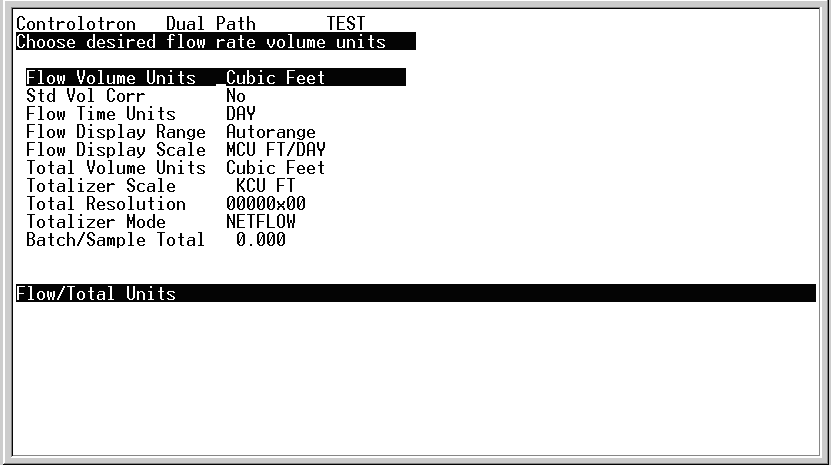 Controlotron Dual Path TEST
Choose desired flow rate volume units
Flow Volume Units _Cubic Feet
Std Vol Corr No
Flow Time Units DAY
Flow Display Range Autorange
Flow Display Scale MCU FT/DAY
Total Volume Units Cubic Feet
Totalizer Scale KCU FT
Total Resolution 00000x00
Totalizer Mode NETFLOW
Batch/Sample Total 0.000
Flow/Total Units